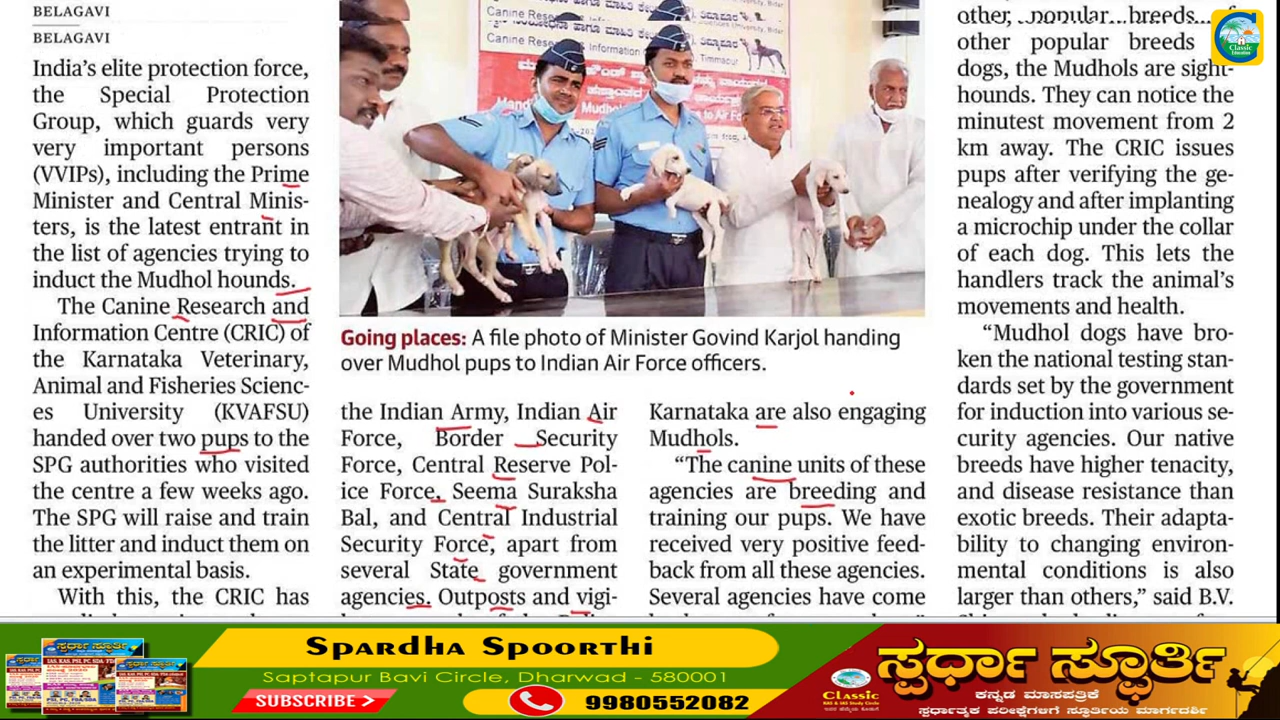 BELAGAVI
BELAGAVI
India's elite protection force,
the Special Protection
Group, which guards very
very important persons
(VVIPs), including the Prime
Minister and Central Minis-
ters, is the latest entrant in
the list of agencies trying to
induct the Mudhol hounds.
The Canine Research and
Information Centre (CRIC) of
the Karnataka Veterinary,
Animal and Fisheries Scienc-
es University (KVAFSU)
handed over two pups to the
SPG authorities who visited
the centre a few weeks ago.
The SPG will raise and train
the litter and induct them on
an experimental basis.
With this, the CRIC has
Canine Research
Information
Timmapur
Going places: A file photo of Minister Govind Karjol handing
over Mudhol pups to Indian Air Force officers.
the Indian Army, Indian Air
Force, Border Security
Force, Central Reserve Pol-
ice Force, Seema Suraksha
Bal, and Central Industrial
Security Force, apart from
several State government
agencies. Outposts and vigi-
Karnataka are also engaging
Mudhols.
"The canine units of these
agencies are breeding and
training our pups. We have
received very positive feed-
back from all these agencies.
Several agencies have come
other popular breeds
other popular breeds of
dogs, the Mudhols are sight-
hounds. They can notice the
minutest movement from 2
km away. The CRIC issues
pups after verifying the ge-
nealogy and after implanting
a microchip under the collar
of each dog. This lets the
handlers track the animal's
movements and health.
"Mudhol dogs have bro-
ken the national testing stan-
dards set by the government
for induction into various se-
curity agencies. Our native
breeds have higher tenacity,
and disease resistance than
exotic breeds. Their adapta-
bility to changing environ-
mental conditions is also
larger than others," said B.V.
Classic
Education
Spardha Spoorthi
Saptapur Bavi Circle, Dharwad - 580001
SUBSCRIBE
9980552082
Classic
KAS & IAS Study Circle
ಸ್ಪರ್ಧಾ ಸ್ಫೂರ್ತಿ
ಕನ್ನಡ ಮಾಸಪತ್ರಿಕೆ
ಸ್ಪರ್ಧಾತ್ಮಕ ಪರೀಕ್ಷೆಗಳಿಗೆ ಸ್ಫೂರ್ತಿಯ ಮಾರ್ಗದರ್ಶಿ